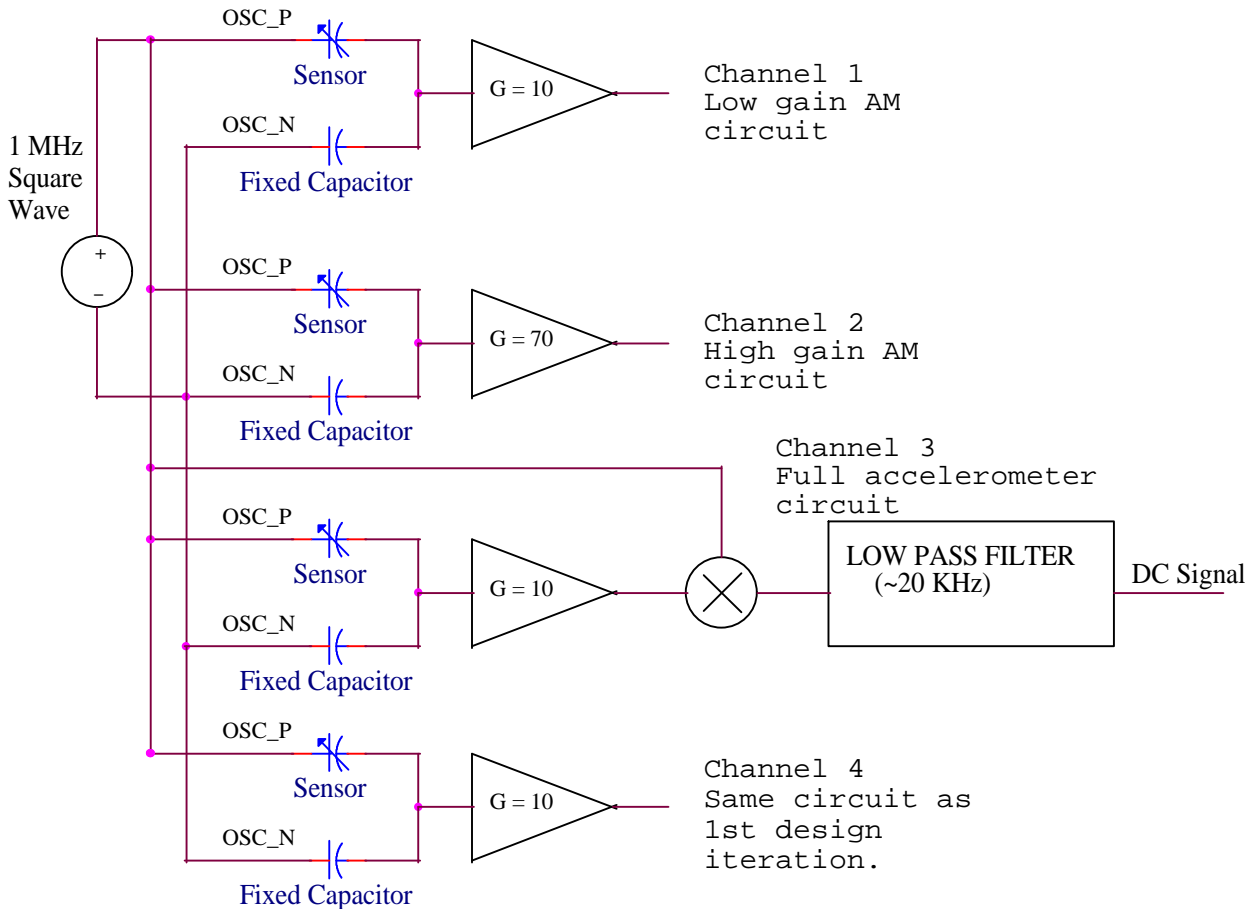 OSC_P
Sensor
G = 10
Channel 1
Low gain AM
circuit
OSC_N
Fixed Capacitor
1 MHz
Square
Wave
+
−
OSC_P
Sensor
G = 70
Channel 2
High gain AM
circuit
OSC_N
Fixed Capacitor
Channel 3
Full accelerometer
circuit
OSC_P
Sensor
G = 10
LOW PASS FILTER
(~20 KHz)
DC Signal
OSC_N
Fixed Capacitor
OSC_P
Sensor
G = 10
Channel 4
Same circuit as
1st design
iteration.
OSC_N
Fixed Capacitor